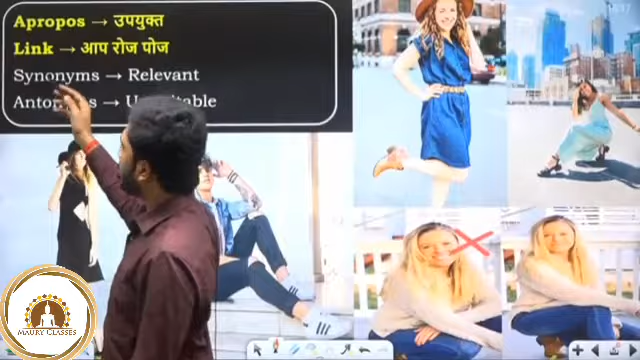 Apropos → उपयुक्त
Link → आप रोज पोज
Synonyms → Relevant
MAURY CLASSES